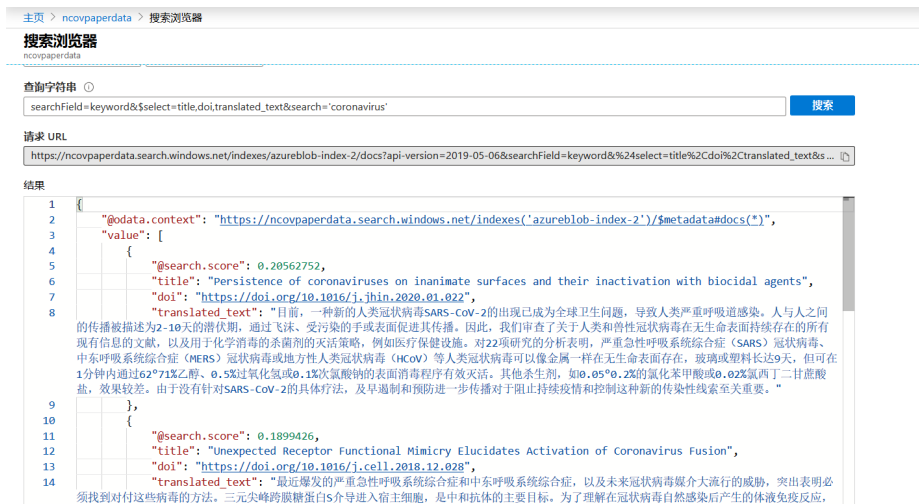 主页 > ncovpaperdata > 搜索浏览器
搜索浏览器
ncovpaperdata
查询字符串
searchField=keyword&$select=title,doi,translated_text&search='coronavirus'
搜索
请求 URL
https://ncovpaperdata.search.windows.net/indexes/azureblob-index-2/docs?api-version=2019-05-06&searchField=keyword&%24select=title%2Cdoi%2Ctranslated_text&s...
结果
1 {
2 "@odata.context": "https://ncovpaperdata.search.windows.net/indexes('azureblob-index-2')/$metadata#docs(*)",
3 "value": [
4 {
5 "@search.score": 0.20562752,
6 "title": "Persistence of coronaviruses on inanimate surfaces and their inactivation with biocidal agents",
7 "doi": "https://doi.org/10.1016/j.jhin.2020.01.022",
8 "translated_text": "目前，一种新的人类冠状病毒SARS-CoV-2的出现已成为全球卫生问题，导致人类严重呼吸道感染。人与人之间
的传播被描述为2-10天的潜伏期，通过飞沫、受污染的手或表面促进其传播。因此，我们审查了关于人类和兽性冠状病毒在无生命表面持续存在的所有
现有信息的文献，以及用于化学消毒的杀菌剂的灭活策略，例如医疗保健设施。对22项研究的分析表明，严重急性呼吸系统综合症（SARS）冠状病毒、
中东呼吸系统综合症（MERS）冠状病毒或地方性人类冠状病毒（HCoV）等人类冠状病毒可以像金属一样在无生命表面存在，玻璃或塑料长达9天，但可在
1分钟内通过62º71%乙醇、0.5%过氧化氢或0.1%次氯酸钠的表面消毒程序有效灭活。其他杀生剂，如0.05º0.2%的氯化苯甲酸或0.02%氯西丁二甘蔗酸
盐，效果较差。由于没有针对SARS-CoV-2的具体疗法，及早遏制和预防进一步传播对于阻止持续疫情和控制这种新的传染性线索至关重要。"
9 },
10 {
11 "@search.score": 0.1899426,
12 "title": "Unexpected Receptor Functional Mimicry Elucidates Activation of Coronavirus Fusion",
13 "doi": "https://doi.org/10.1016/j.cell.2018.12.028",
14 "translated_text": "最近爆发的严重急性呼吸系统综合症和中东呼吸系统综合症，以及未来冠状病毒媒介大流行的威胁，突出表明必
须找到对付这些病毒的方法。三元尖峰跨膜糖蛋白S介导进入宿主细胞，是中和抗体的主要目标。为了理解在冠状病毒自然感染后产生的体液免疫反应，